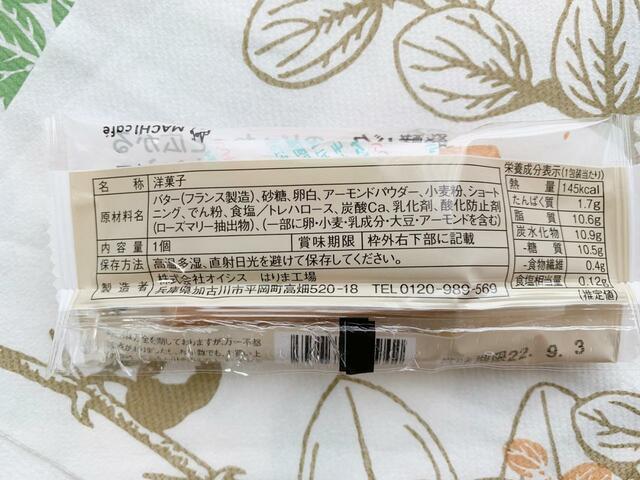 MACHI café
名 称 洋菓子
原材料名 バター(フランス製造)、砂糖、卵白、アーモンドパウダー、小麦粉、ショート
ニング、でん粉、食塩／トレハロース、炭酸Ca、乳化剤、酸化防止剤
(ローズマリー抽出物)、(一部に卵・小麦・乳成分・大豆・アーモンドを含む)
内容量 1個 賞味期限 枠外右下部に記載
保存方法 高温多湿、直射日光を避けて保存してください。
製造者 株式会社オイシス はりま工場
兵庫県加古川市平岡町高畑520-18 TEL0120-989-569
栄養成分表示(1包装当たり)
熱量 145kcal
たんぱく質 1.7g
脂質 10.6g
炭水化物 10.9g
-糖質 10.5g
-食物繊維 0.4g
食塩相当量 0.12g
(推定値)
期限22. 9. 3